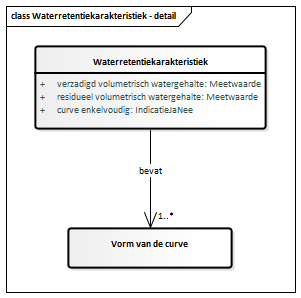 class Waterretentiekarakteristiek - detail
Waterretentiekarakteristiek
+ verzadigd volumetrisch watergehalte: Meetwaarde
+ residueel volumetrisch watergehalte: Meetwaarde
+ curve enkelvoudig: IndicatieJaNee
bevat
1..*
Vorm van de curve